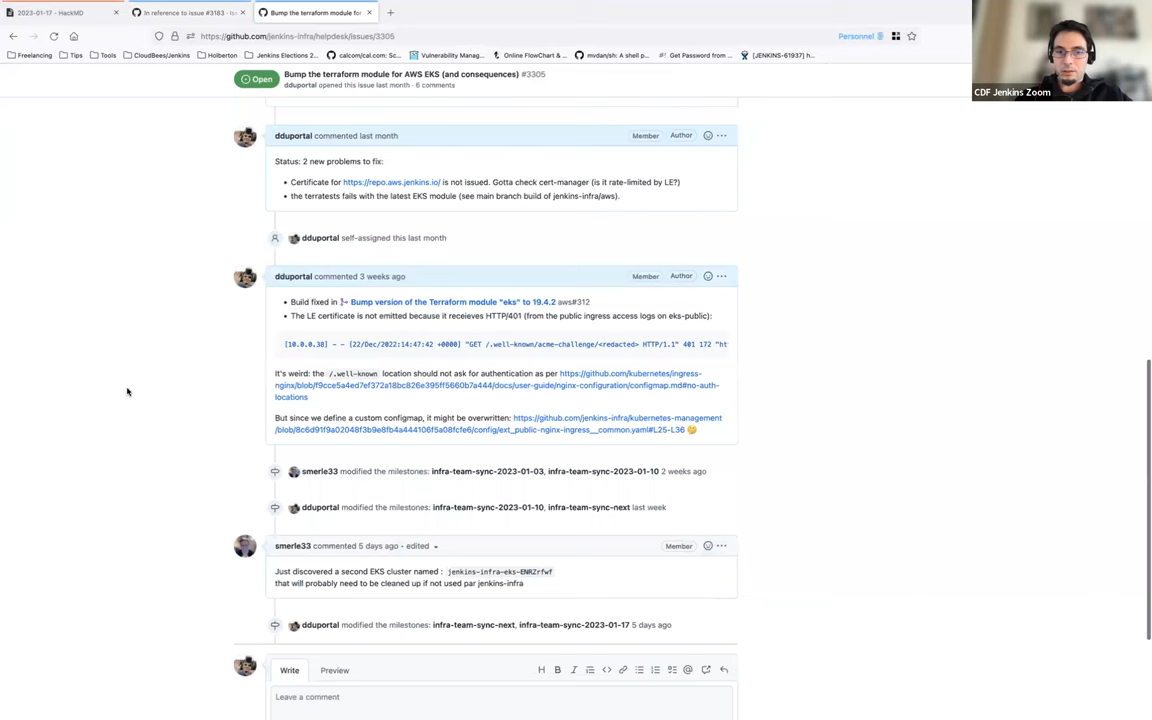 2023-01-17 - HackMD
In reference to issue #3183 · is
Bump the terraform module for
https://github.com/jenkins-infra/helpdesk/issues/3305
Personnel
Freelancing
Tips
Tools
CloudBees/Jenkins
Holberton
Jenkins Elections 2...
calcom/cal.com: Sc...
Vulnerability Manag...
Online FlowChart & ...
mvdan/sh: A shell p...
Get Password from ...
[JENKINS-61937] h...
CDF Jenkins Zoom
Open
Bump the terraform module for AWS EKS (and consequences) #3305
dduportal opened this issue last month · 6 comments
dduportal commented last month
Member
Author
Status: 2 new problems to fix:
• Certificate for https://repo.aws.jenkins.io/ is not issued. Gotta check cert-manager (is it rate-limited by LE?)
• the terratests fails with the latest EKS module (see main branch build of jenkins-infra/aws).
dduportal self-assigned this last month
dduportal commented 3 weeks ago
Member
Author
• Build fixed in Bump version of the Terraform module "eks" to 19.4.2 aws#312
• The LE certificate is not emitted because it receieves HTTP/401 (from the public ingress access logs on eks-public):
[10.0.0.38] - - [22/Dec/2022:14:47:42 +0000] "GET /.well-known/acme-challenge/<redacted> HTTP/1.1" 401 172 "ht
It's weird: the /.well-known location should not ask for authentication as per https://github.com/kubernetes/ingress-
nginx/blob/f9cce5a4ed7ef372a18bc826e395ff5660b7a444/docs/user-guide/nginx-configuration/configmap.md#no-auth-
locations
But since we define a custom configmap, it might be overwritten: https://github.com/jenkins-infra/kubernetes-management
/blob/8c6d91f9a02048f3b9e8fb4a444106f5a08fcfe6/config/ext_public-nginx-ingress__common.yaml#L25-L36 🤔
smerle33 modified the milestones: infra-team-sync-2023-01-03, infra-team-sync-2023-01-10 2 weeks ago
dduportal modified the milestones: infra-team-sync-2023-01-10, infra-team-sync-next last week
smerle33 commented 5 days ago · edited
Member
Just discovered a second EKS cluster named : jenkins-infra-eks-ENRZrfwf
that will probably need to be cleaned up if not used par jenkins-infra
dduportal modified the milestones: infra-team-sync-next, infra-team-sync-2023-01-17 5 days ago
Write
Preview
Leave a comment